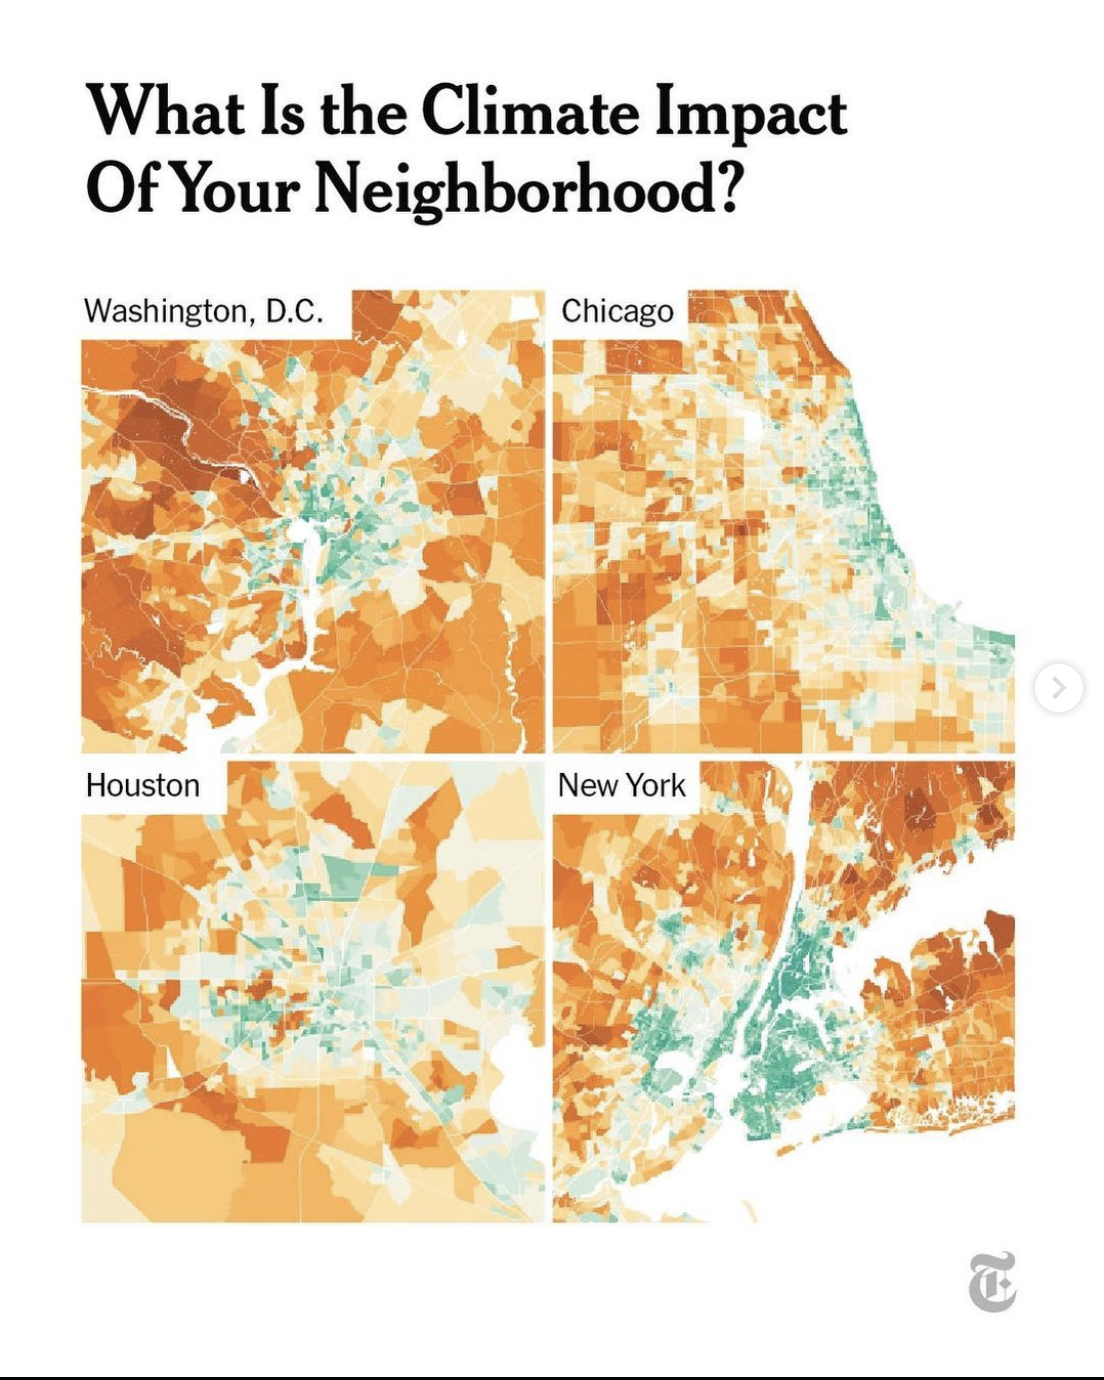 What Is the Climate Impact
Of Your Neighborhood?
Washington, D.C.
Chicago
Houston
New York